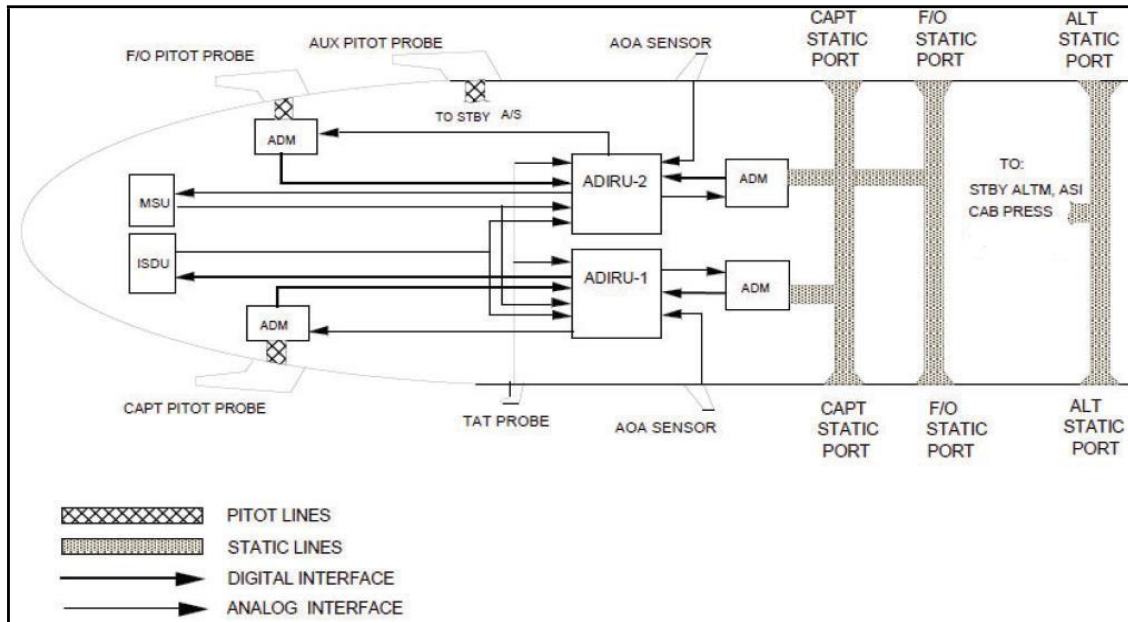 F/O PITOT PROBE
AUX PITOT PROBE
AOA SENSOR
CAPT
STATIC
PORT
F/O
STATIC
PORT
ALT
STATIC
PORT
TO STBY A/S
ADM
ADIRU-2
ADM
MSU
ISDU
ADIRU-1
ADM
ADM
TO:
STBY ALTM, ASI
CAB PRESS
CAPT PITOT PROBE
TAT PROBE
AOA SENSOR
CAPT
STATIC
PORT
F/O
STATIC
PORT
ALT
STATIC
PORT
PITOT LINES
STATIC LINES
DIGITAL INTERFACE
ANALOG INTERFACE